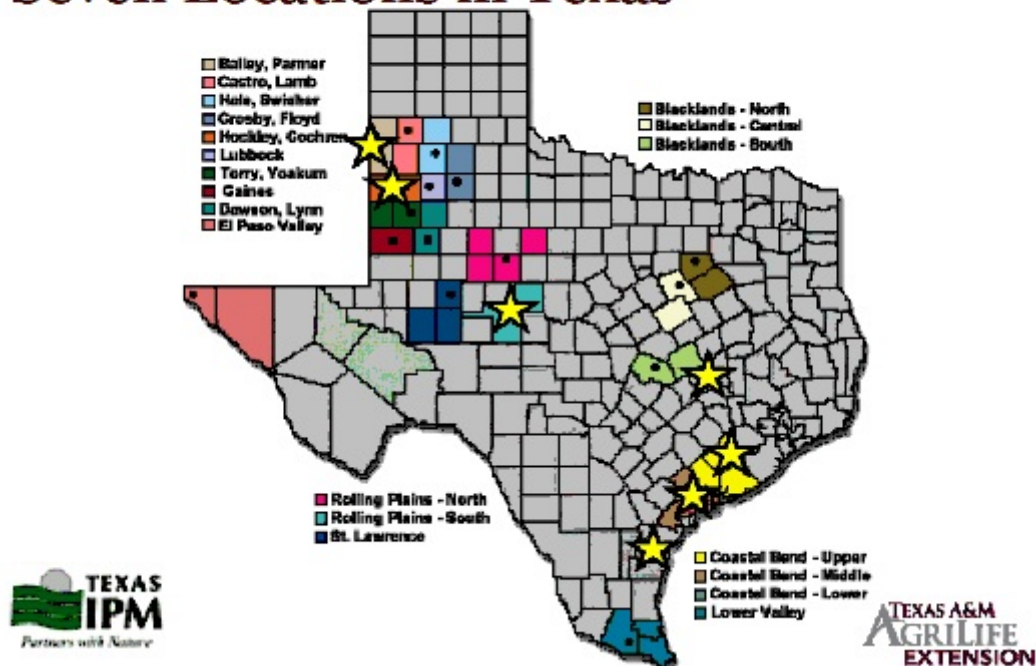 Seven Locations in Texas
Bailey, Parmer
Castro, Lamb
Hale, Swisher
Crosby, Floyd
Hockley, Cochran
Lubbock
Terry, Yoakum
Gaines
Dawson, Lynn
El Paso Valley
Blacklands - North
Blacklands - Central
Blacklands - South
Rolling Plains - North
Rolling Plains - South
St. Lawrence
Coastal Bend - Upper
Coastal Bend - Middle
Coastal Bend - Lower
Lower Valley
TEXAS
IPM
Partners with Nature
TEXAS A&M
AGRILIFE
EXTENSION